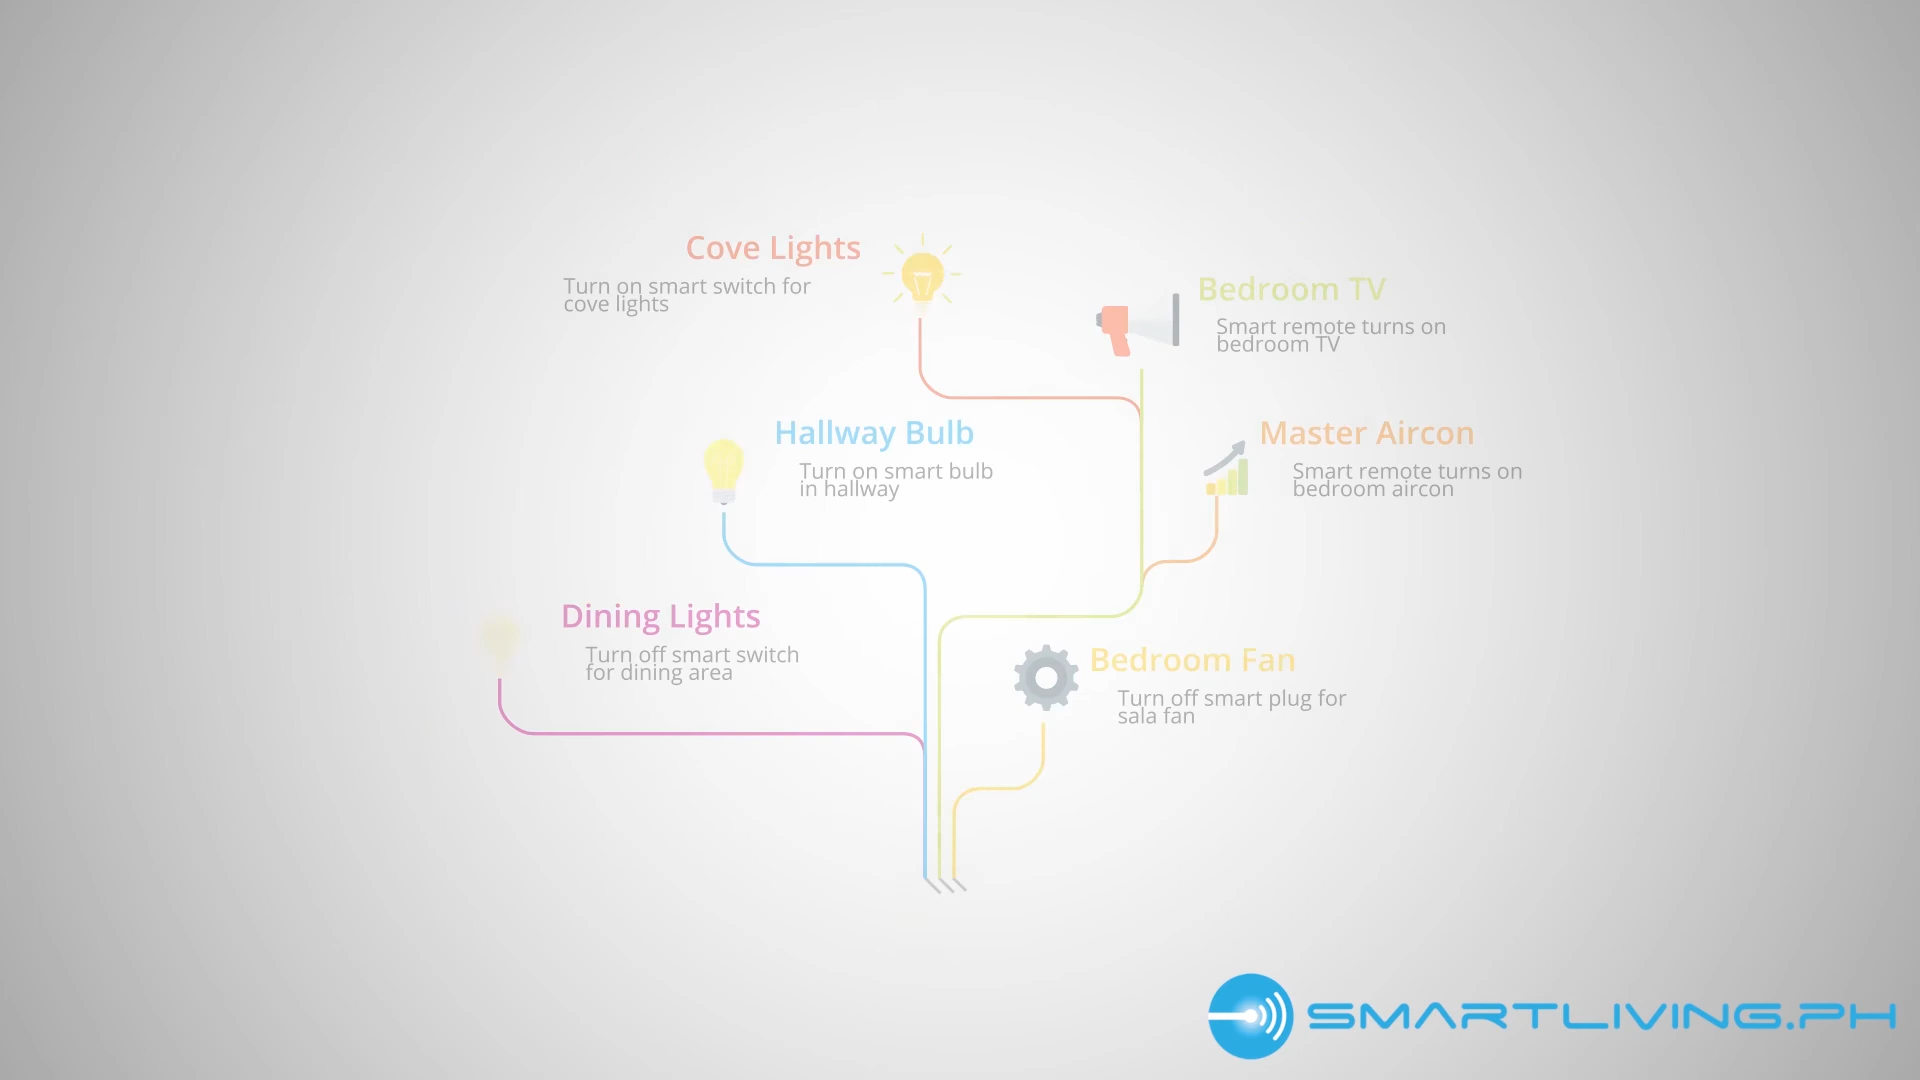 Cove Lights
Turn on smart switch for
cove lights
Bedroom TV
Smart remote turns on
bedroom TV
Hallway Bulb
Turn on smart bulb
in hallway
Master Aircon
Smart remote turns on
bedroom aircon
Dining Lights
Turn off smart switch
for dining area
Bedroom Fan
Turn off smart plug for
sala fan
SMARTLIVING.PH